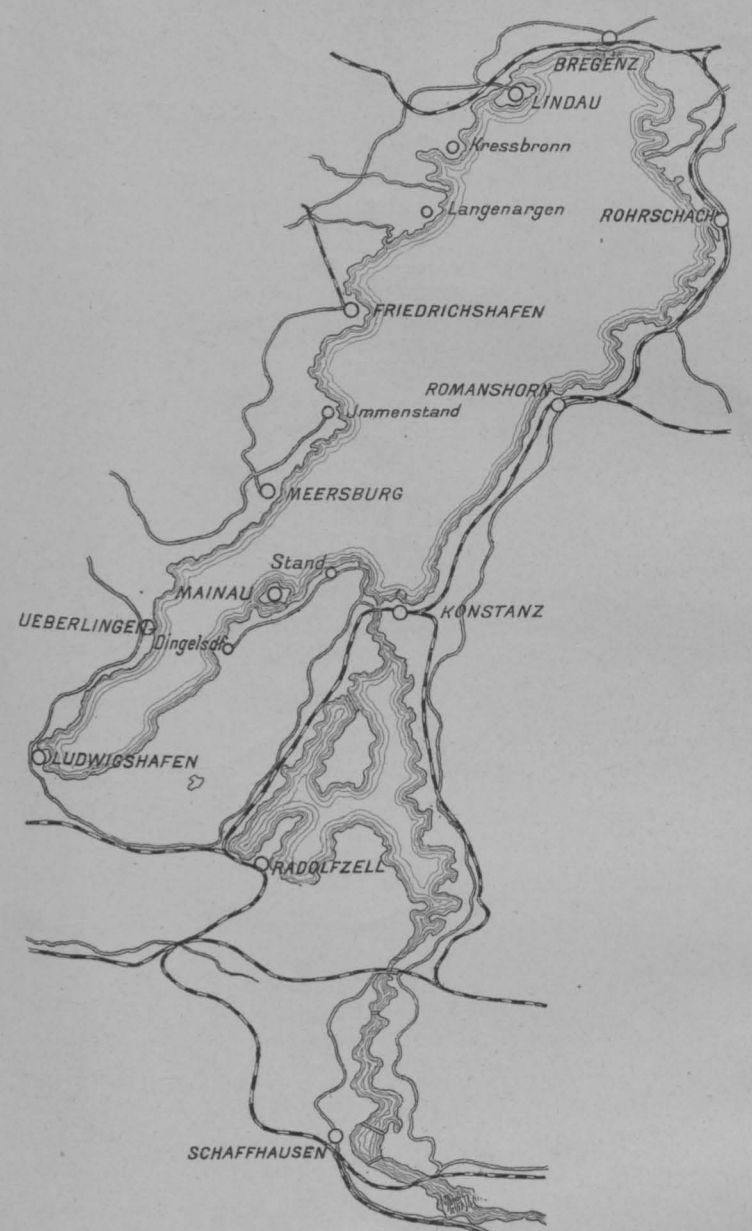 BREGENZ
LINDAU
Kressbronn
Langenargen
ROHRSCHACH
FRIEDRICHSHAFEN
ROMANSHORN
Jmmenstand
MEERSBURG
Stand
MAINAU
KONSTANZ
UEBERLINGEN
Dingelsdf.
LUDWIGSHAFEN
RADOLFZELL
SCHAFFHAUSEN